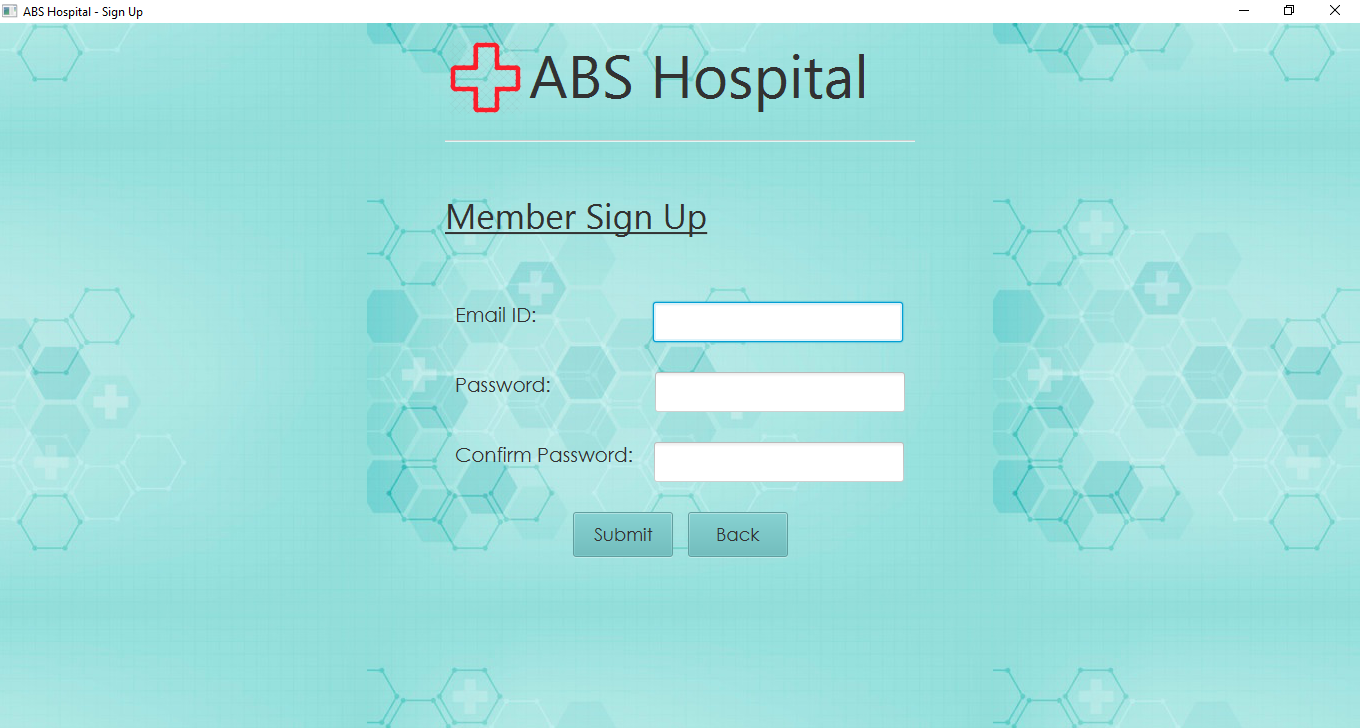 ABS Hospital - Sign Up
ABS Hospital
Member Sign Up
Email ID:
Password:
Confirm Password:
Submit Back